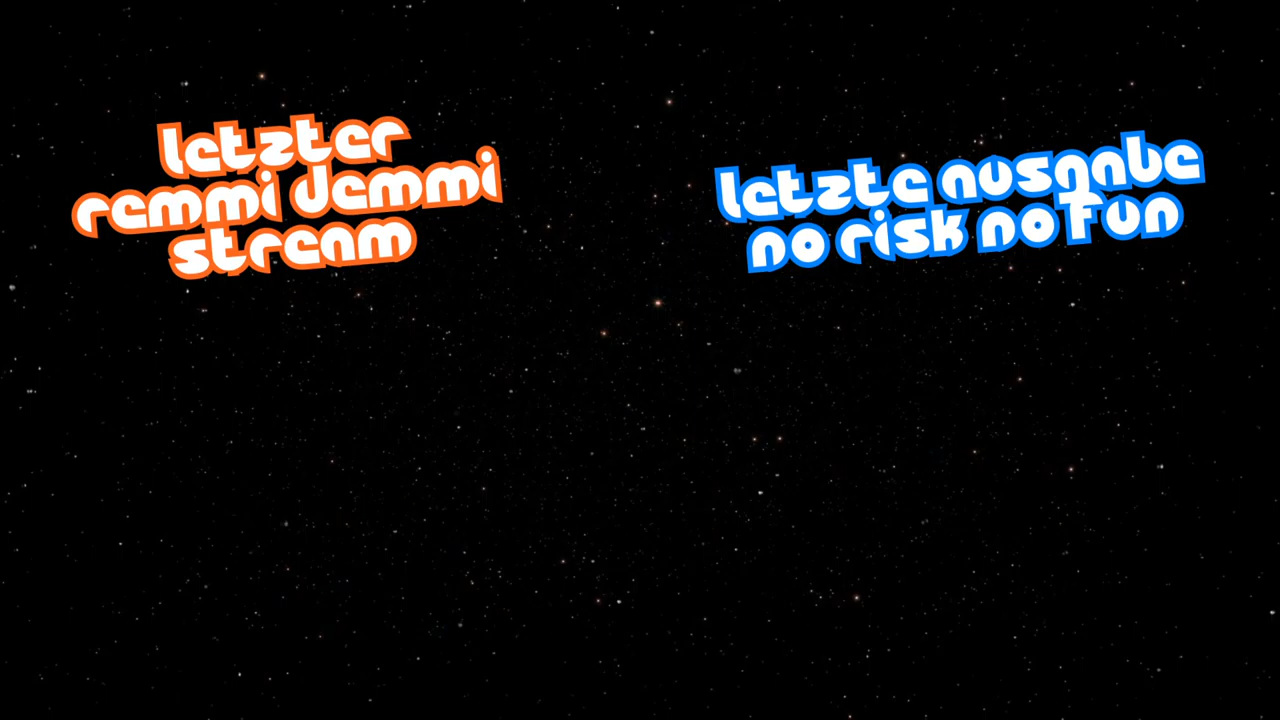 letzter
remmi demmi
stream
letzte ausgabe
no risk no fun